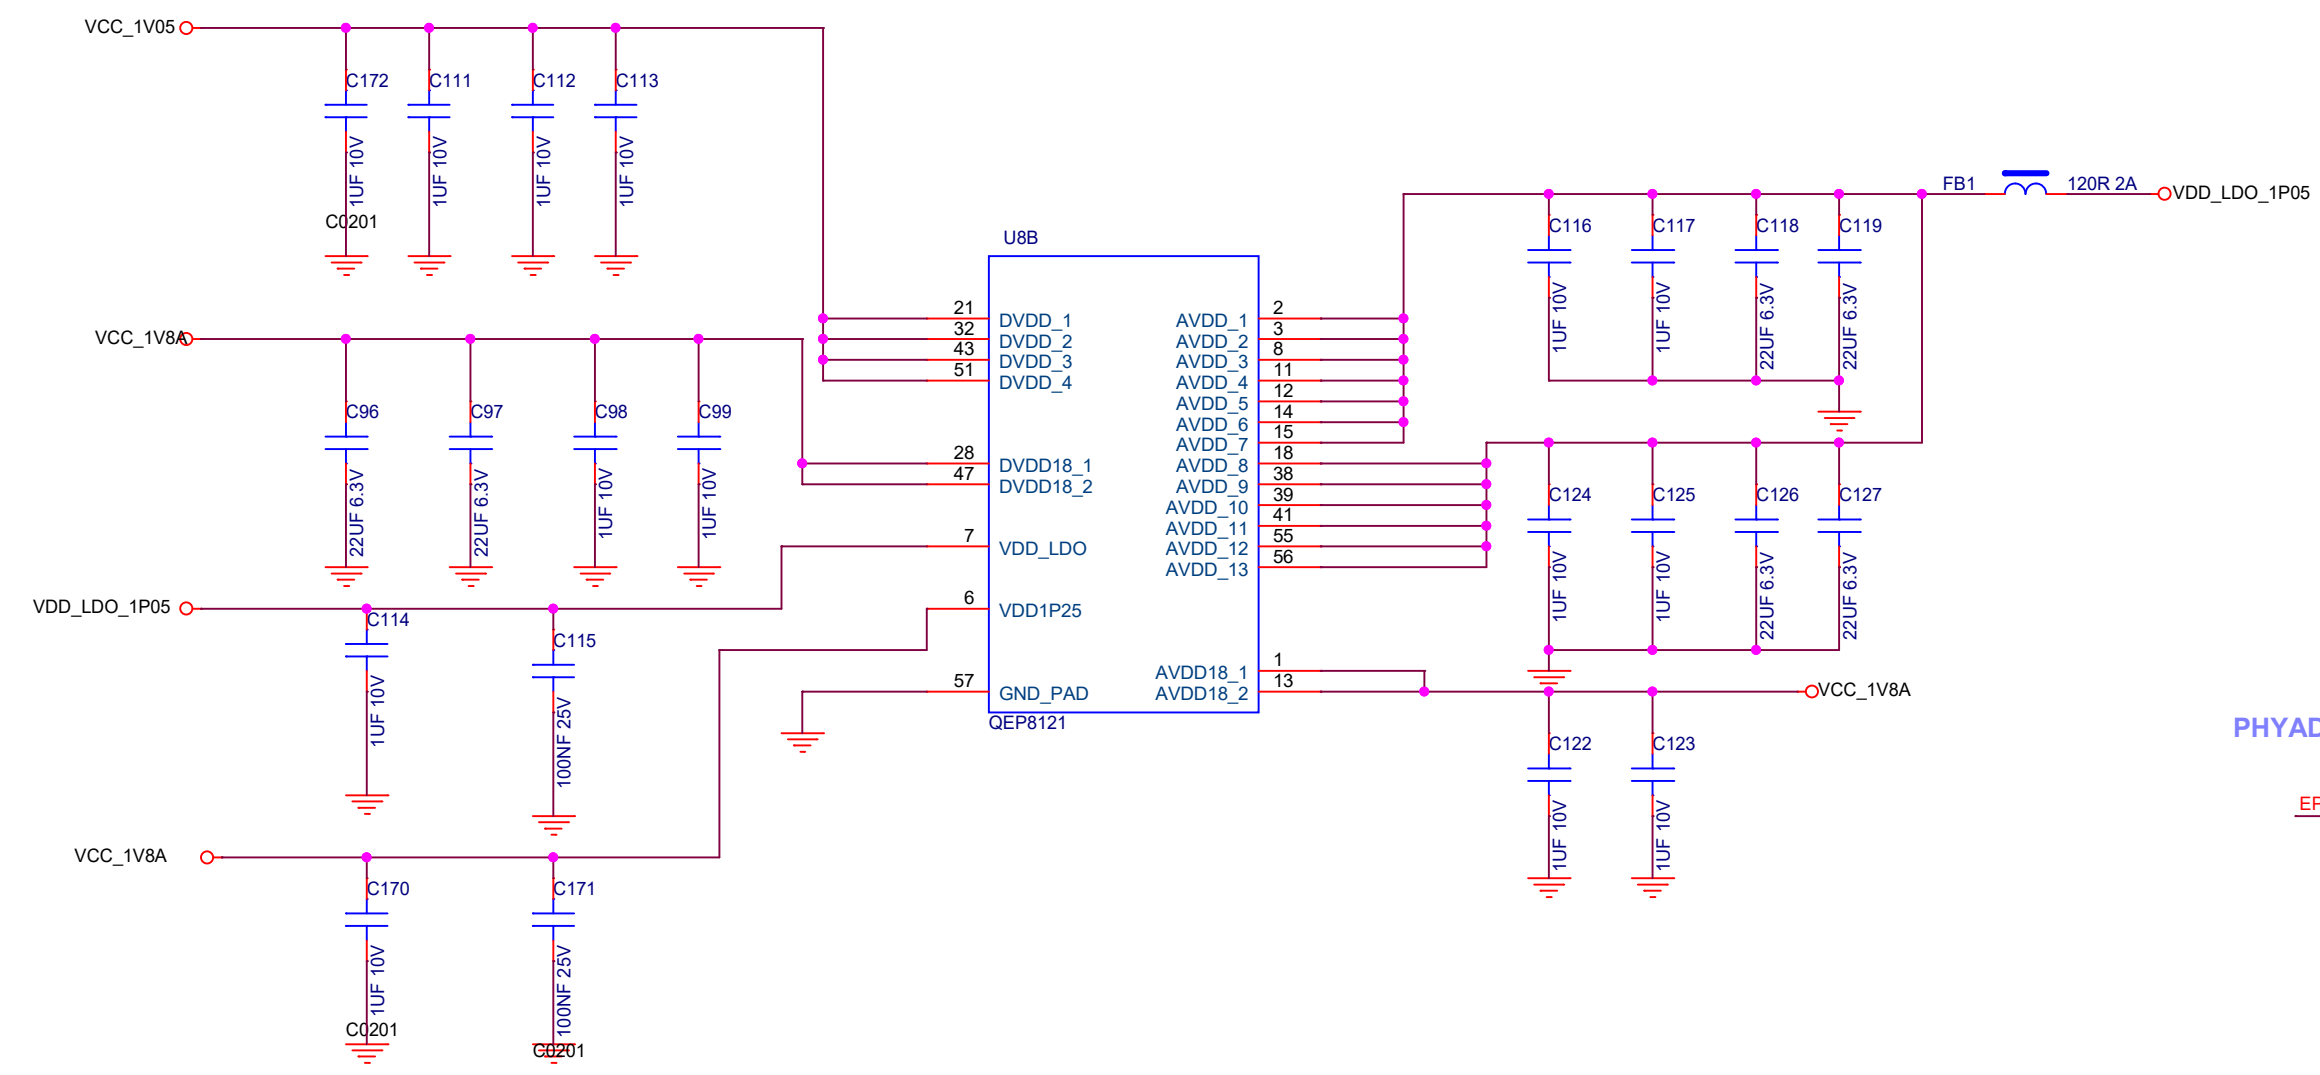 VCC_1V05
C172
C111
C112
C113
1UF 10V
1UF 10V
1UF 10V
1UF 10V
C0201
VCC_1V8A
C96
C97
C98
C99
22UF 6.3V
22UF 6.3V
1UF 10V
1UF 10V
VDD_LDO_1P05
C114
C115
1UF 10V
100NF 25V
VCC_1V8A
C170
C171
1UF 10V
100NF 25V
C0201
C0201
U8B
21 DVDD_1
32 DVDD_2
43 DVDD_3
51 DVDD_4
28 DVDD18_1
47 DVDD18_2
7 VDD_LDO
6 VDD1P25
57 GND_PAD
AVDD_1 2
AVDD_2 3
AVDD_3 8
AVDD_4 11
AVDD_5 12
AVDD_6 14
AVDD_7 15
AVDD_8 18
AVDD_9 38
AVDD_10 39
AVDD_11 41
AVDD_12 55
AVDD_13 56
AVDD18_1 1
AVDD18_2 13
QEP8121
FB1
120R 2A
VDD_LDO_1P05
C116
C117
C118
C119
1UF 10V
1UF 10V
22UF 6.3V
22UF 6.3V
C124
C125
C126
C127
1UF 10V
1UF 10V
22UF 6.3V
22UF 6.3V
VCC_1V8A
C122
C123
1UF 10V
1UF 10V
PHYAD